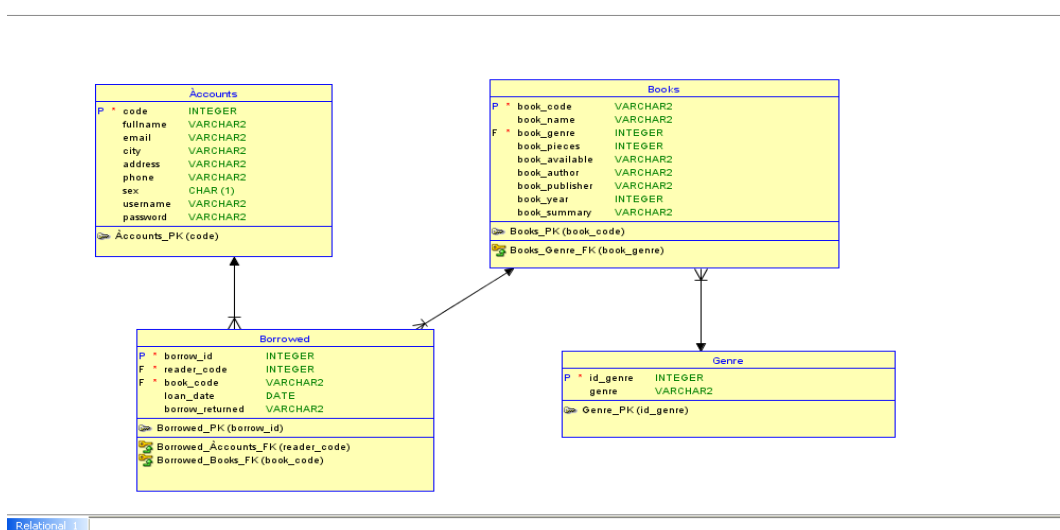 Àccounts
P * code INTEGER
fullname VARCHAR2
email VARCHAR2
city VARCHAR2
address VARCHAR2
phone VARCHAR2
sex CHAR (1)
username VARCHAR2
password VARCHAR2
Àccounts_PK (code)
Books
P * book_code VARCHAR2
book_name VARCHAR2
F * book_genre INTEGER
book_pieces INTEGER
book_available VARCHAR2
book_author VARCHAR2
book_publisher VARCHAR2
book_year INTEGER
book_summary VARCHAR2
Books_PK (book_code)
Books_Genre_FK (book_genre)
Borrowed
P * borrow_id INTEGER
F * reader_code INTEGER
F * book_code VARCHAR2
loan_date DATE
borrow_returned VARCHAR2
Borrowed_PK (borrow_id)
Borrowed_Àccounts_FK (reader_code)
Borrowed_Books_FK (book_code)
Genre
P * id_genre INTEGER
genre VARCHAR2
Genre_PK (id_genre)
Relational_1